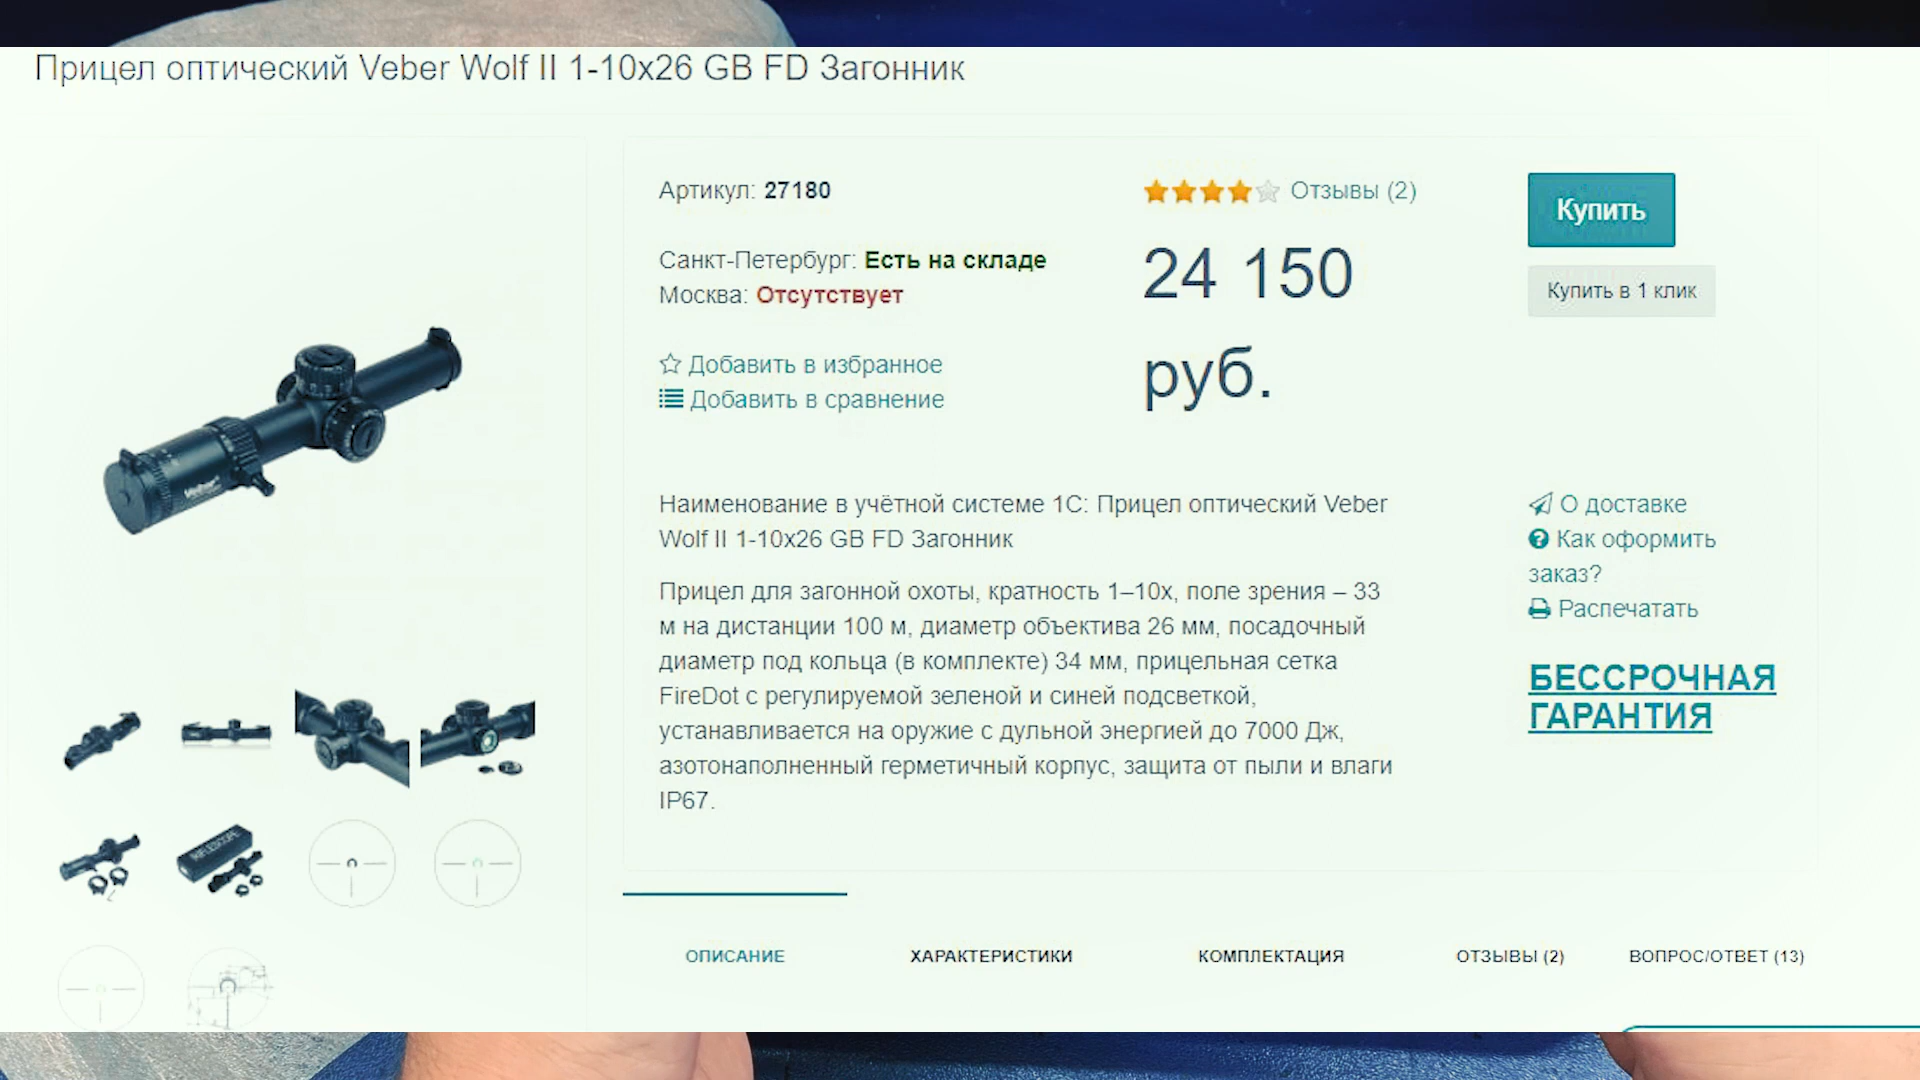 Прицел оптический Veber Wolf II 1-10x26 GB FD Загонник
Артикул: 27180
Отзывы (2)
Купить
Санкт-Петербург: Есть на складе
Москва: Отсутствует
24 150
руб.
Купить в 1 клик
Добавить в избранное
Добавить в сравнение
Наименование в учётной системе 1С: Прицел оптический Veber
Wolf II 1-10x26 GB FD Загонник
Прицел для загонной охоты, кратность 1–10x, поле зрения – 33
м на дистанции 100 м, диаметр объектива 26 мм, посадочный
диаметр под кольца (в комплекте) 34 мм, прицельная сетка
FireDot с регулируемой зеленой и синей подсветкой,
устанавливается на оружие с дульной энергией до 7000 Дж,
азотонаполненный герметичный корпус, защита от пыли и влаги
IP67.
О доставке
Как оформить
заказ?
Распечатать
БЕССРОЧНАЯ
ГАРАНТИЯ
Veber
RIFLESCOPE
ОПИСАНИЕ
ХАРАКТЕРИСТИКИ
КОМПЛЕКТАЦИЯ
ОТЗЫВЫ (2)
ВОПРОС/ОТВЕТ (13)